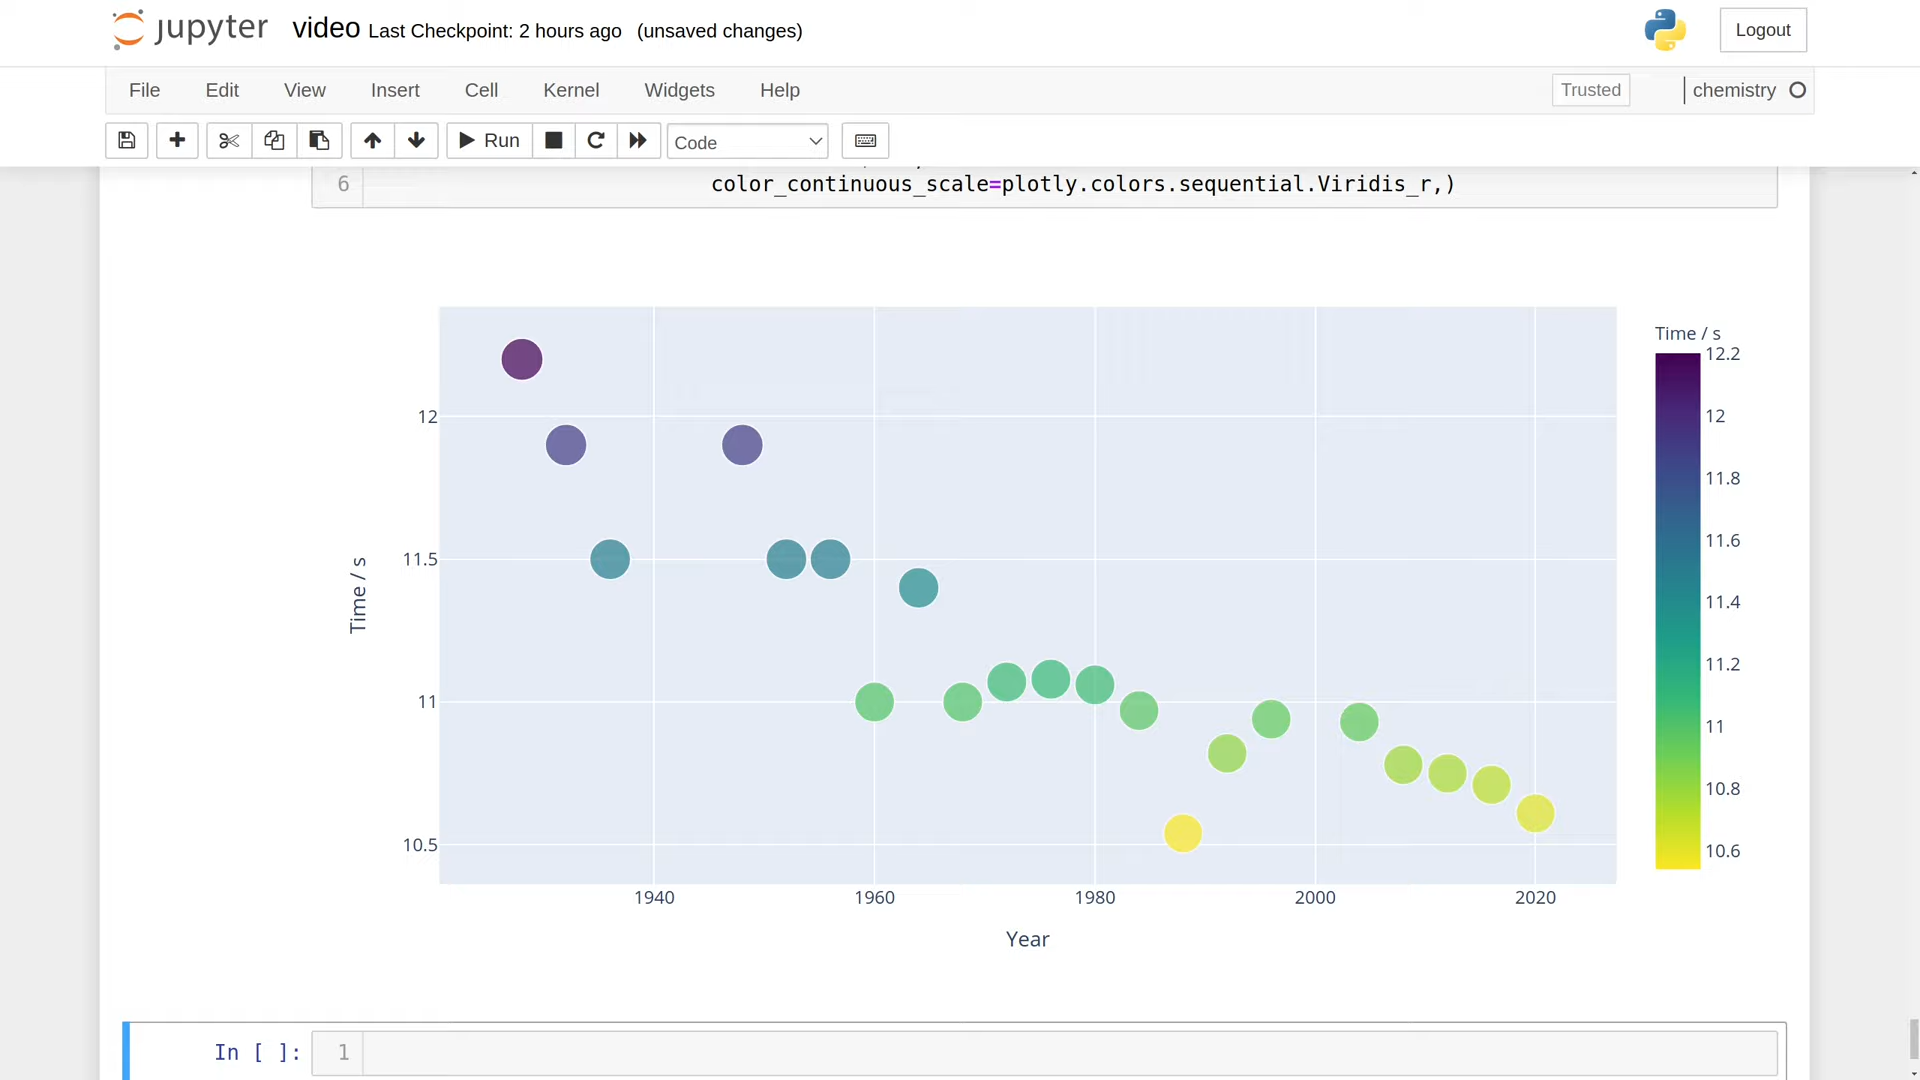 jupyter video Last Checkpoint: 2 hours ago (unsaved changes) Logout
File Edit View Insert Cell Kernel Widgets Help Trusted chemistry
Run Code
6 color_continuous_scale=plotly.colors.sequential.Viridis_r,)
Time / s
12.2
12
11.8
11.6
11.4
11.2
11
10.8
10.6
12
11.5
11
10.5
Time / s
1940 1960 1980 2000 2020
Year
In [ ]: 1